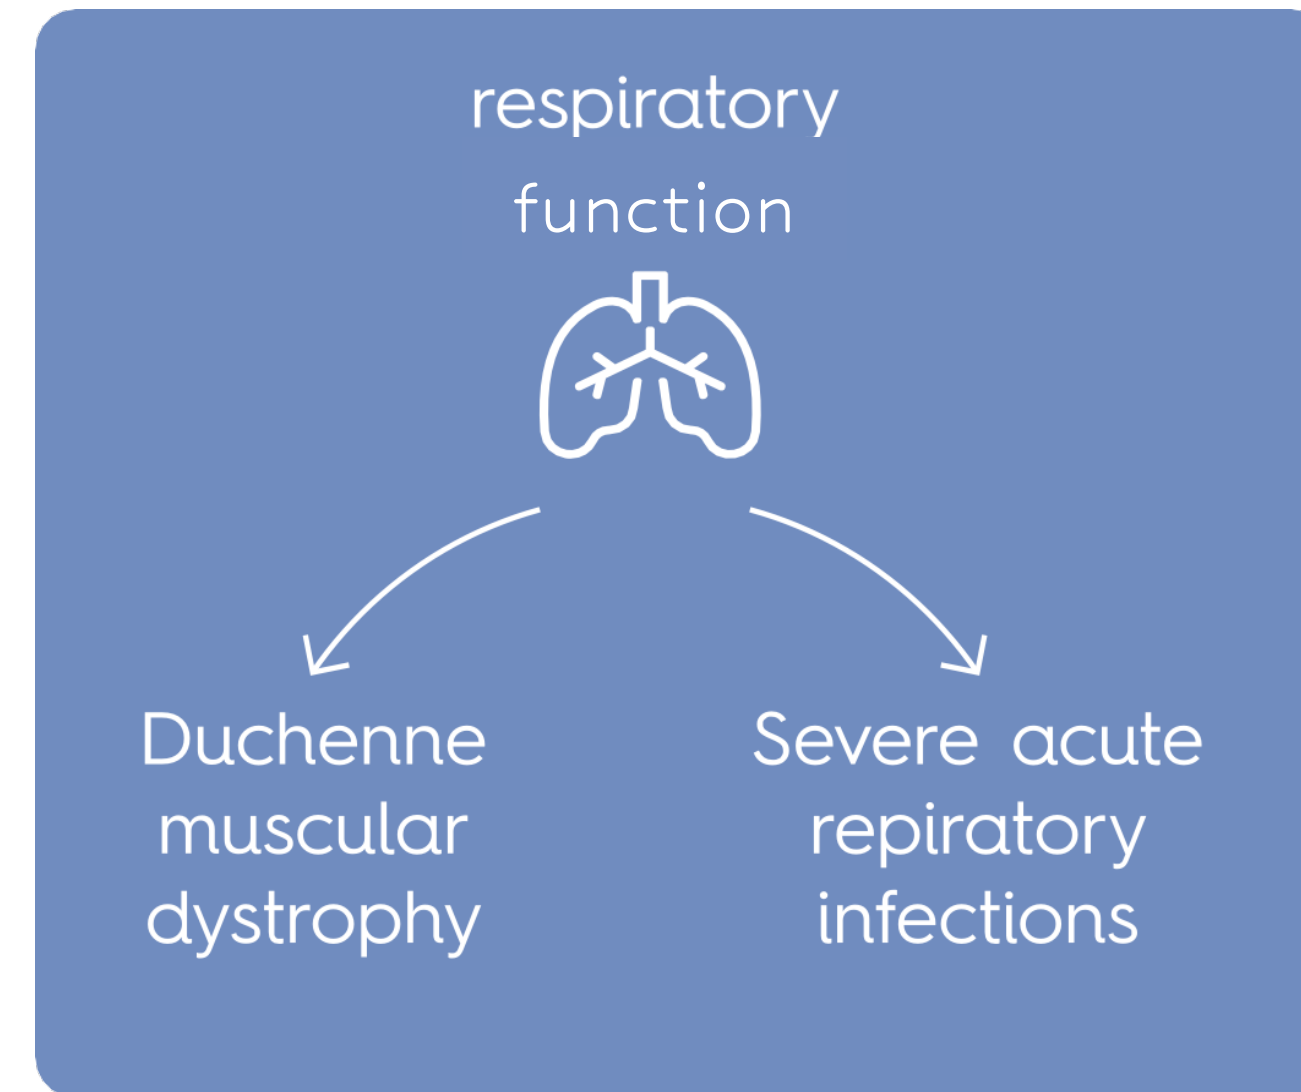 respiratory
function
Duchenne
muscular
dystrophy
Severe acute
repiratory
infections